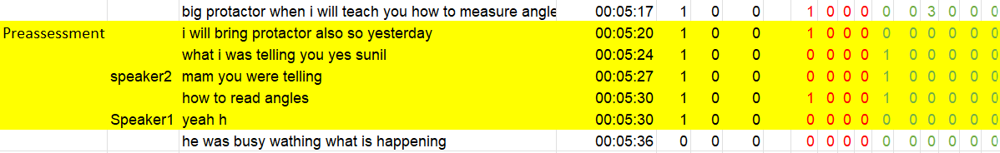 big protactor when i will teach you how to measure angle 00:05:17 1 0 0 1 0 0 0 0 0 3 0 0 0
Preassessment i will bring protactor also so yesterday 00:05:20 1 0 0 1 0 0 0 0 0 0 0 0 0
what i was telling you yes sunil 00:05:24 1 0 0 0 0 0 0 1 0 0 0 0 0
speaker2 mam you were telling 00:05:27 1 0 0 0 0 0 0 1 0 0 0 0 0
how to read angles 00:05:30 1 0 0 1 0 0 0 1 0 0 0 0 0
Speaker1 yeah h 00:05:30 1 0 0 0 0 0 0 0 0 0 0 0 0
he was busy wathing what is happening 00:05:36 0 0 0 0 0 0 0 0 0 0 0 0 0